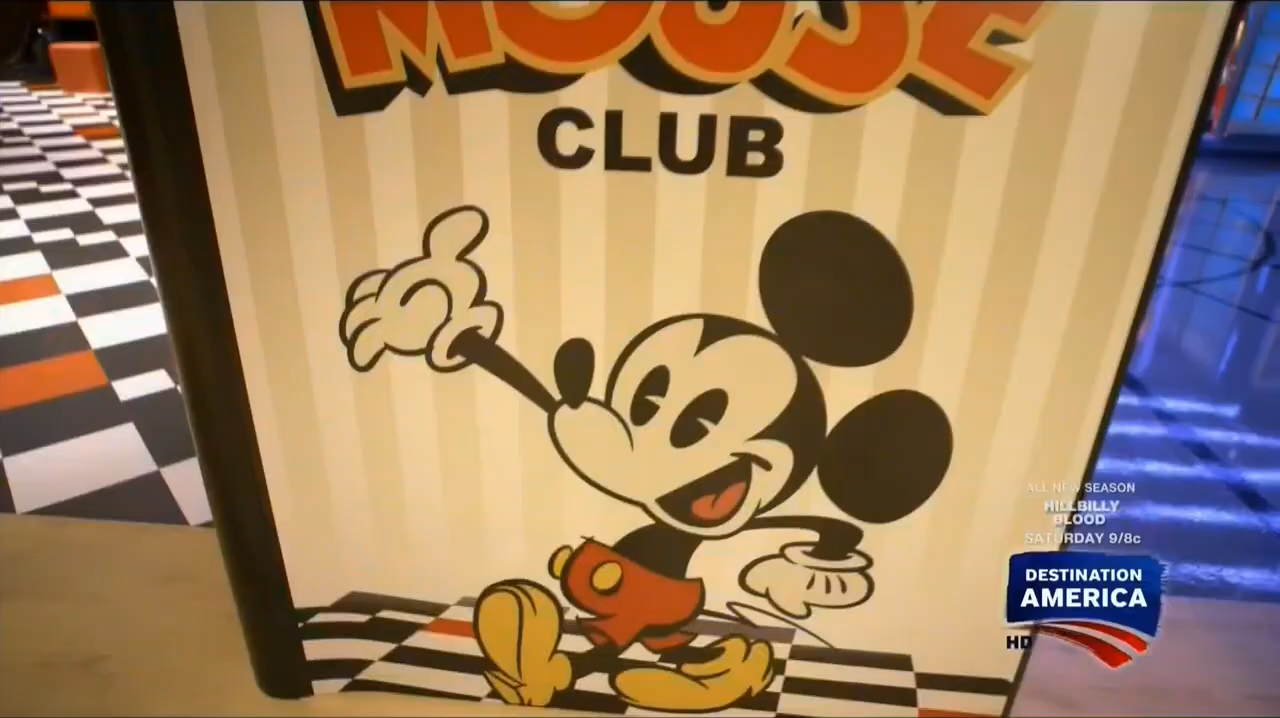 MOUSE
CLUB
ALL NEW SEASON
HILLBILLY
BLOOD
SATURDAY 9/8c
DESTINATION
AMERICA
HD